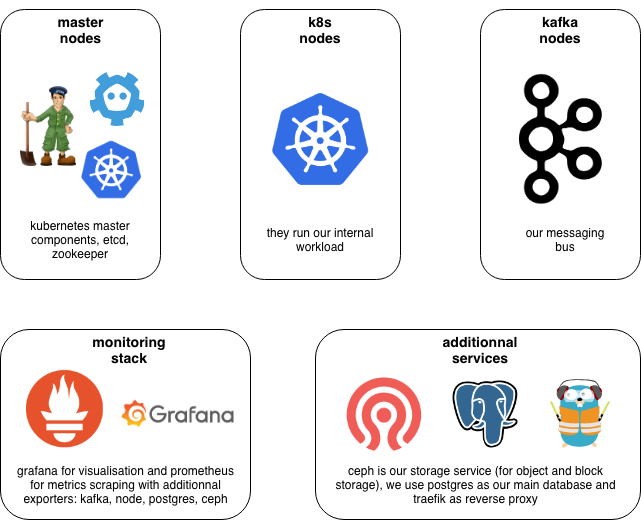 master
nodes
kubernetes master
components, etcd,
zookeeper
k8s
nodes
they run our internal
workload
kafka
nodes
our messaging
bus
monitoring
stack
Grafana
grafana for visualisation and prometheus
for metrics scraping with additionnal
exporters: kafka, node, postgres, ceph
additionnal
services
ceph is our storage service (for object and block
storage), we use postgres as our main database and
traefik as reverse proxy